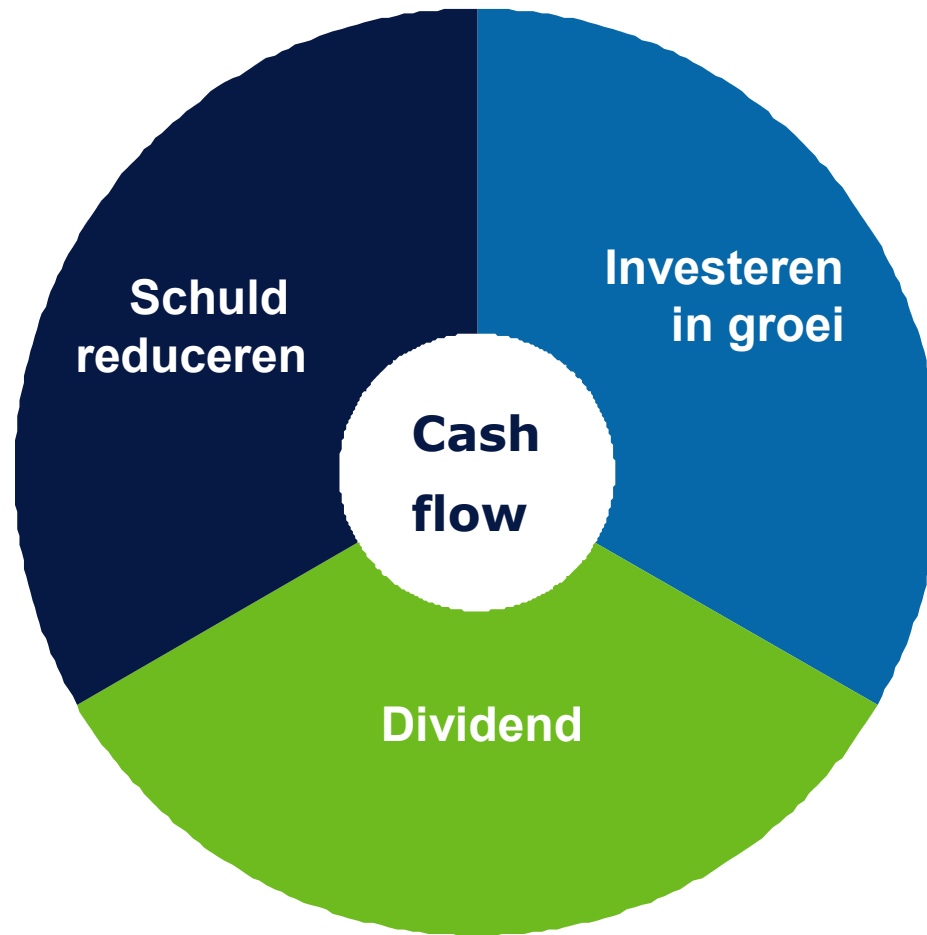 Schuld
reduceren
Investeren
in groei
Cash
flow
Dividend